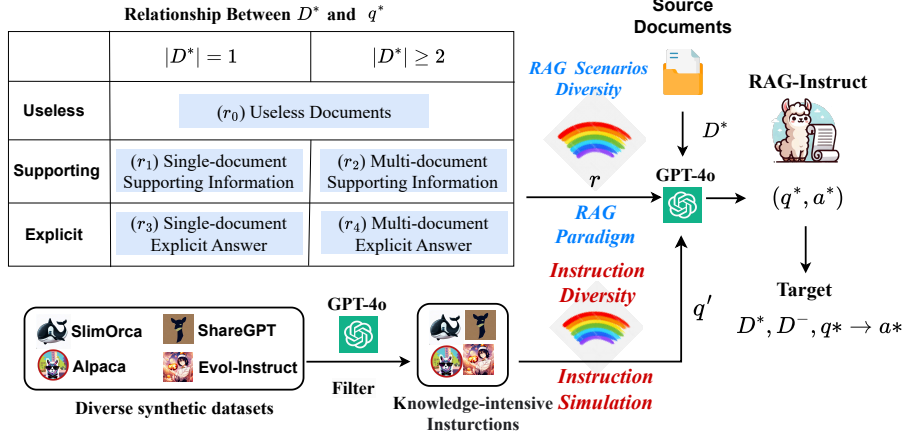 Relationship Between D* and q*
|D*| = 1
|D*| ≥ 2
Useless
(r₀) Useless Documents
Supporting
(r₁) Single-document
Supporting Information
(r₂) Multi-document
Supporting Information
Explicit
(r₃) Single-document
Explicit Answer
(r₄) Multi-document
Explicit Answer
RAG Scenarios
Diversity
r
RAG
Paradigm
Source
Documents
D*
GPT-4o
RAG-Instruct
(q*, a*)
Target
D*, D⁻, q* → a*
SlimOrca
ShareGPT
Alpaca
Evol-Instruct
Diverse synthetic datasets
GPT-4o
Filter
Knowledge-intensive
Insturctions
Instruction
Diversity
Instruction
Simulation
q′